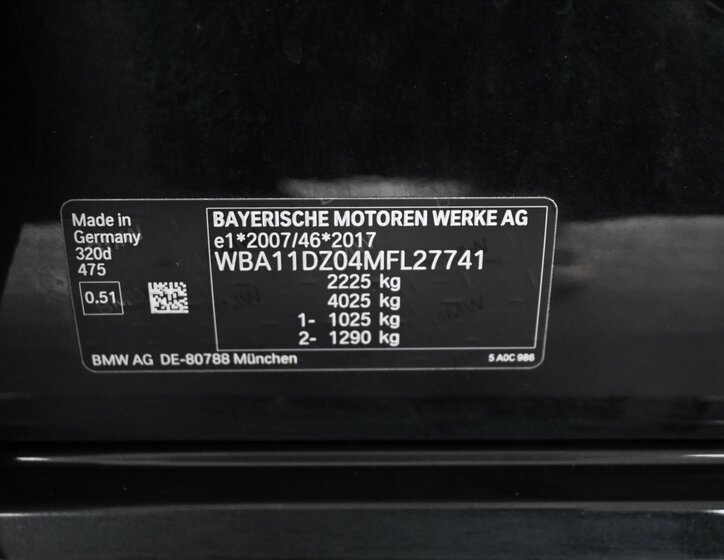 Made in
Germany
320d
475
0.51
BAYERISCHE MOTOREN WERKE AG
e1*2007/46*2017
WBA11DZ04MFL27741
2225 kg
4025 kg
1- 1025 kg
2- 1290 kg
BMW AG DE-80788 München
5 A0C 986